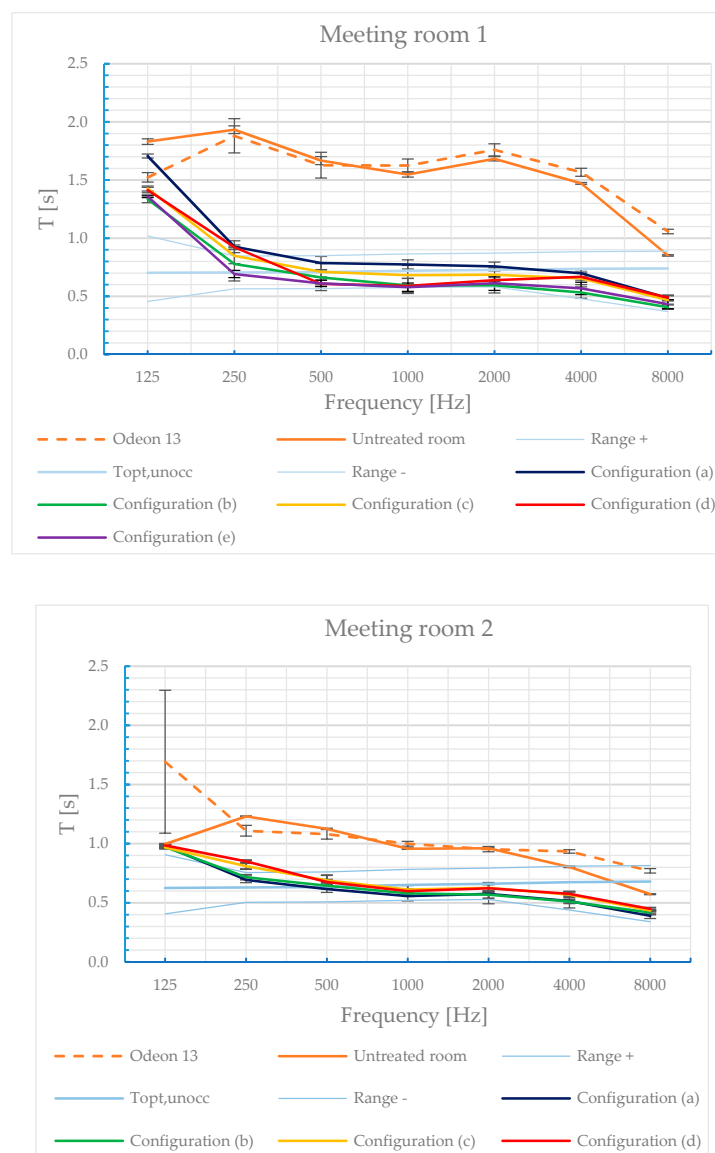 Meeting room 1
2.5
2.0
1.5
1.0
0.5
0.0
T [s]
125 250 500 1000 2000 4000 8000
Frequency [Hz]
Odeon 13 Untreated room Range +
Topt,unocc Range - Configuration (a)
Configuration (b) Configuration (c) Configuration (d)
Configuration (e)
Meeting room 2
2.5
2.0
1.5
1.0
0.5
0.0
T [s]
125 250 500 1000 2000 4000 8000
Frequency [Hz]
Odeon 13 Untreated room Range +
Topt,unocc Range - Configuration (a)
Configuration (b) Configuration (c) Configuration (d)